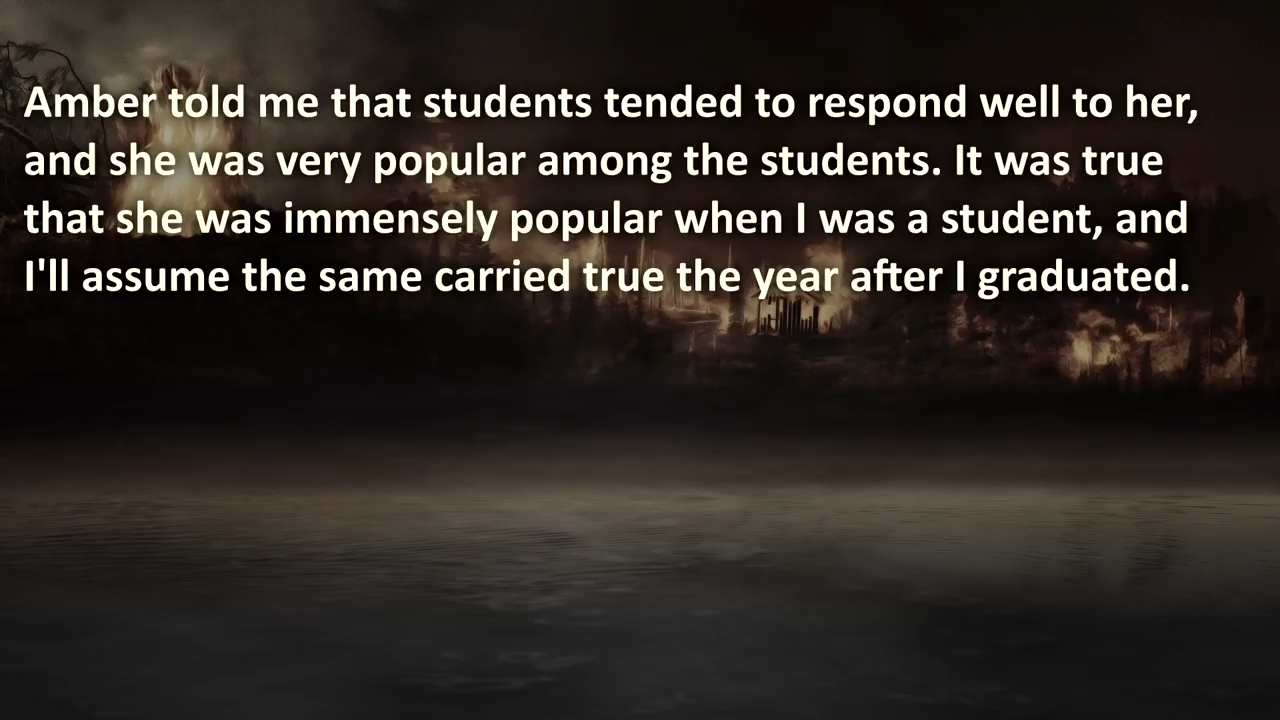 Amber told me that students tended to respond well to her,
and she was very popular among the students. It was true
that she was immensely popular when I was a student, and
I'll assume the same carried true the year after I graduated.